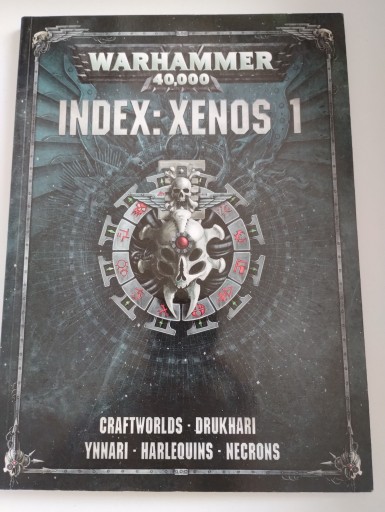 WARHAMMER
40,000
INDEX: XENOS 1
CRAFTWORLDS · DRUKHARI
YNNARI · HARLEQUINS · NECRONS